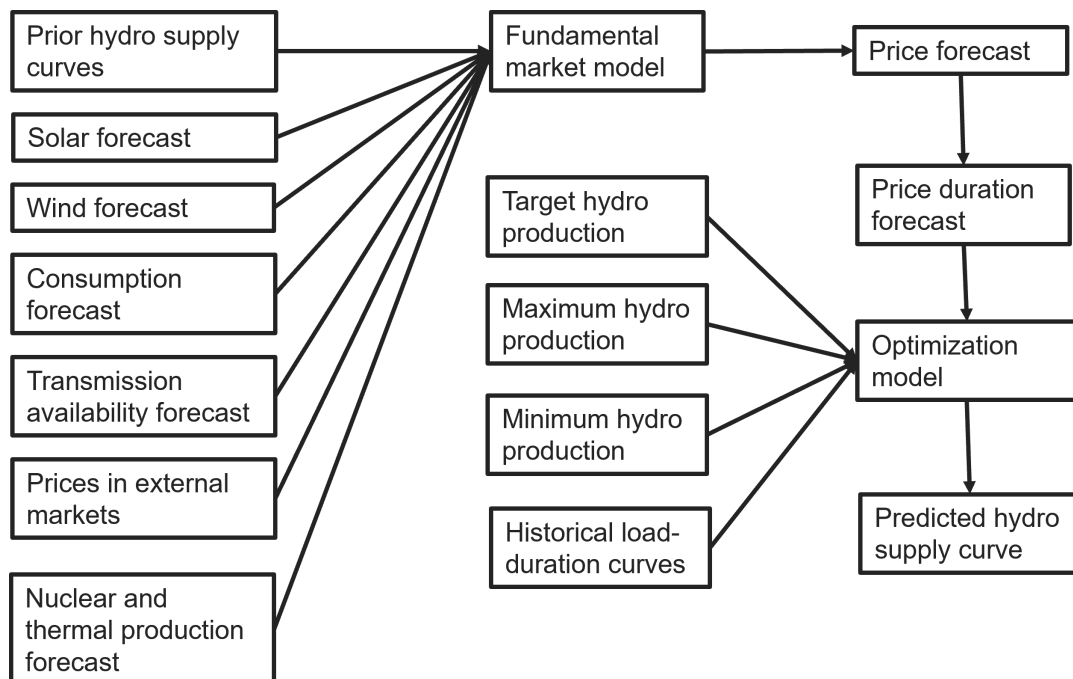 Prior hydro supply
curves
Solar forecast
Wind forecast
Consumption
forecast
Transmission
availability forecast
Prices in external
markets
Nuclear and
thermal production
forecast
Fundamental
market model
Target hydro
production
Maximum hydro
production
Minimum hydro
production
Historical load-
duration curves
Price forecast
Price duration
forecast
Optimization
model
Predicted hydro
supply curve